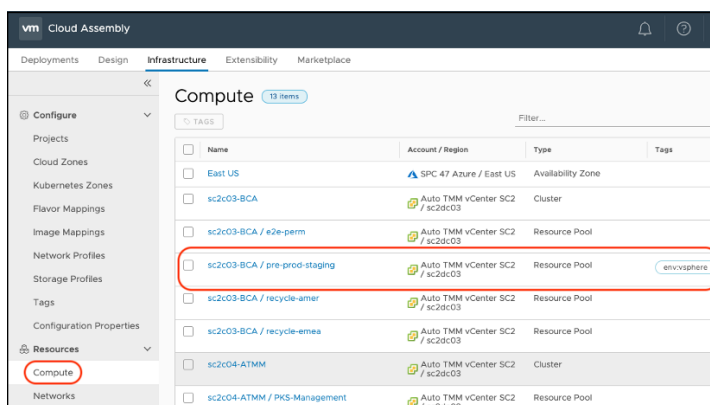 vm Cloud Assembly
Deployments Design Infrastructure Extensibility Marketplace
Compute 13 items
TAGS
Filter...
Configure
Projects
Cloud Zones
Kubernetes Zones
Flavor Mappings
Image Mappings
Network Profiles
Storage Profiles
Tags
Configuration Properties
Resources
Compute
Networks
Name Account / Region Type Tags
East US SPC 47 Azure / East US Availability Zone
sc2c03-BCA Auto TMM vCenter SC2 Cluster
/ sc2dc03
sc2c03-BCA / e2e-perm Auto TMM vCenter SC2 Resource Pool
/ sc2dc03
sc2c03-BCA / pre-prod-staging Auto TMM vCenter SC2 Resource Pool env:vsphere
/ sc2dc03
sc2c03-BCA / recycle-amer Auto TMM vCenter SC2 Resource Pool
/ sc2dc03
sc2c03-BCA / recycle-emea Auto TMM vCenter SC2 Resource Pool
/ sc2dc03
sc2c04-ATMM Auto TMM vCenter SC2 Cluster
/ sc2dc03
sc2c04-ATMM / PKS-Management Auto TMM vCenter SC2 Resource Pool